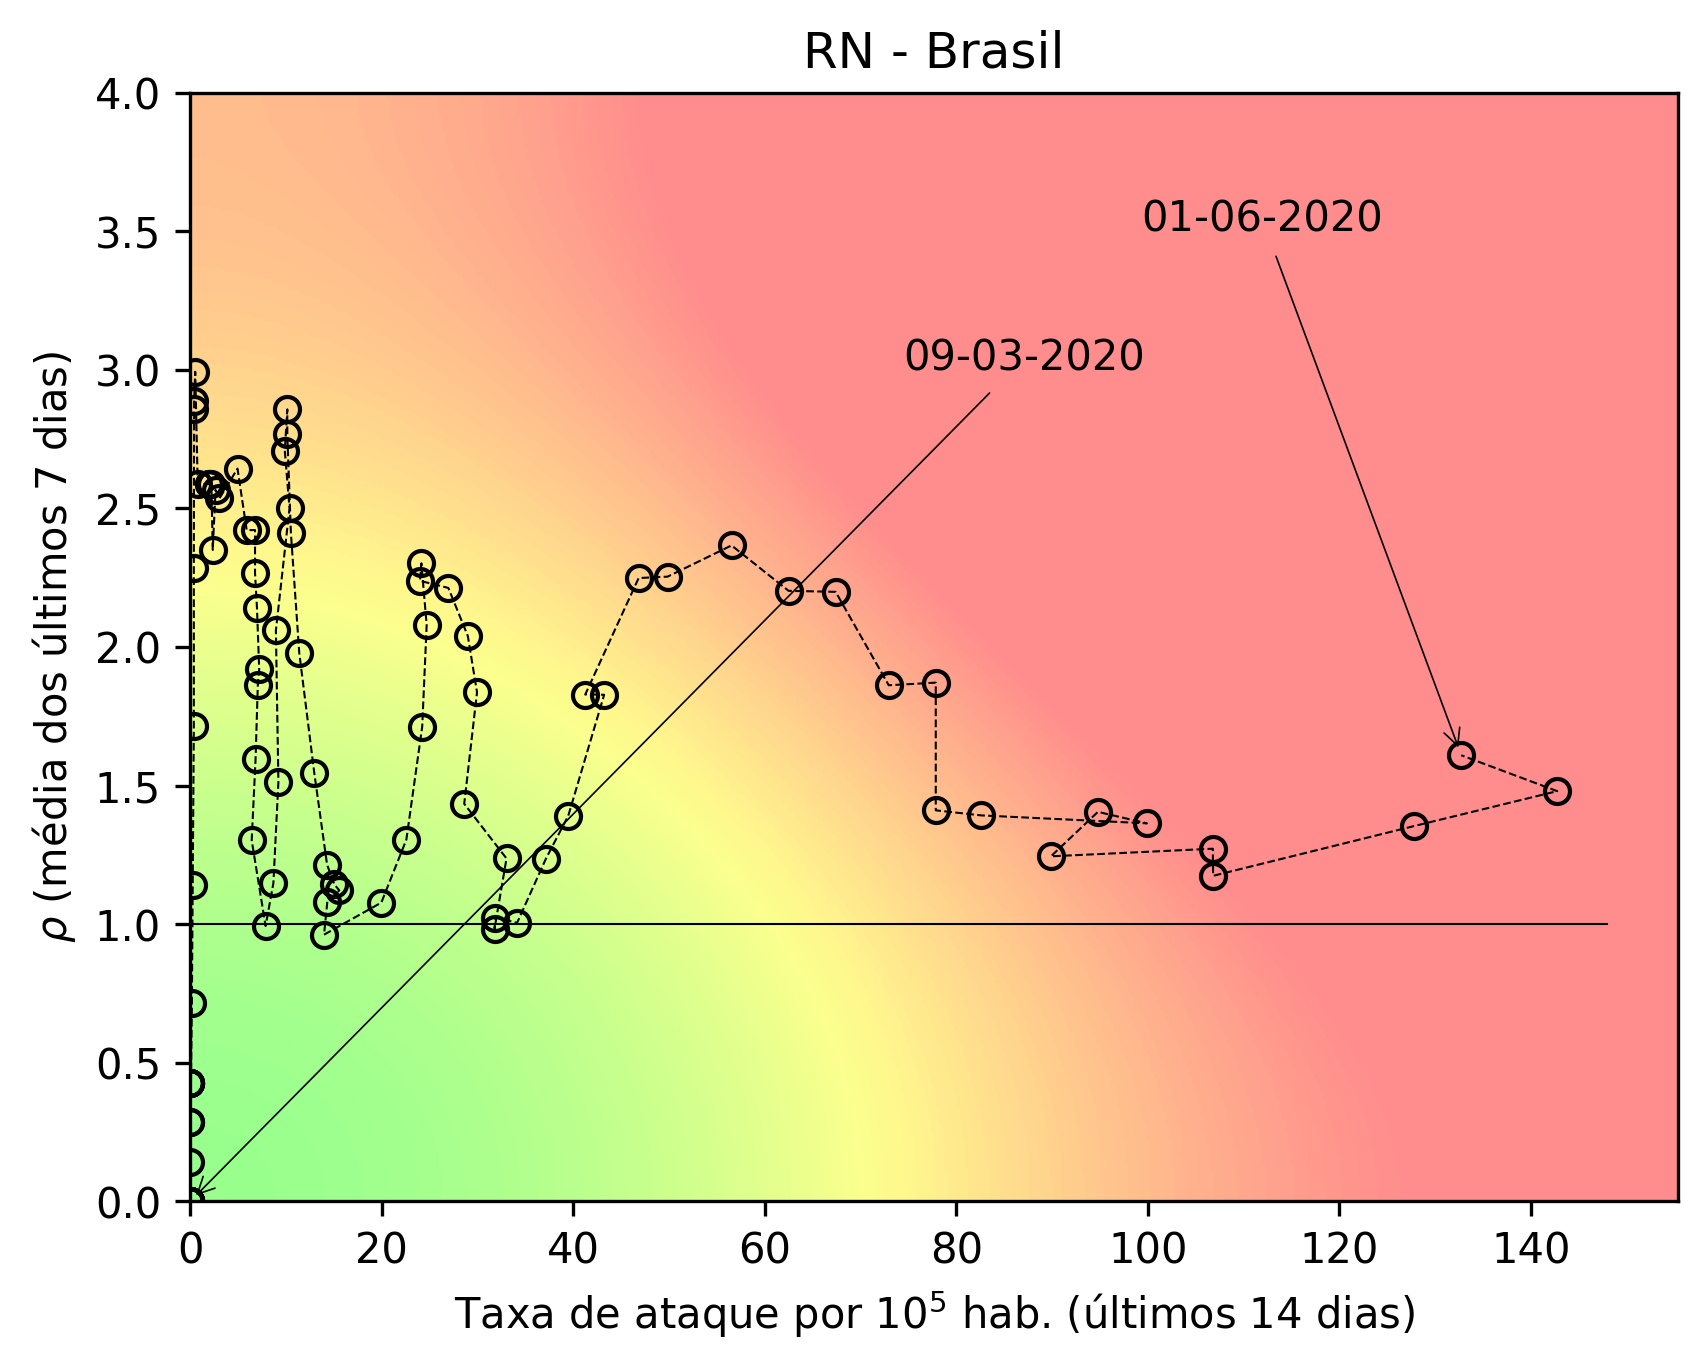 RN - Brasil
4.0
3.5
3.0
2.5
2.0
1.5
1.0
0.5
0.0
ρ (média dos últimos 7 dias)
01-06-2020
09-03-2020
0 20 40 60 80 100 120 140
Taxa de ataque por 10⁵ hab. (últimos 14 dias)